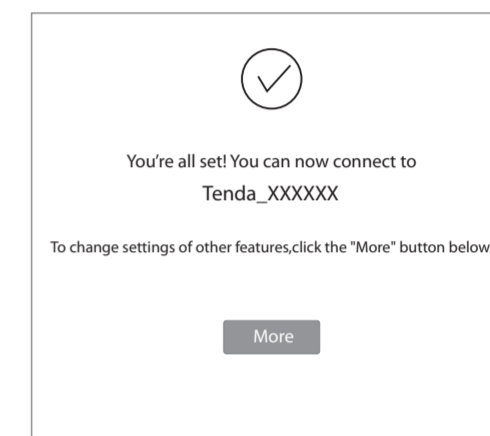 You're all set! You can now connect to
Tenda_XXXXXX
To change settings of other features,click the "More" button below
More